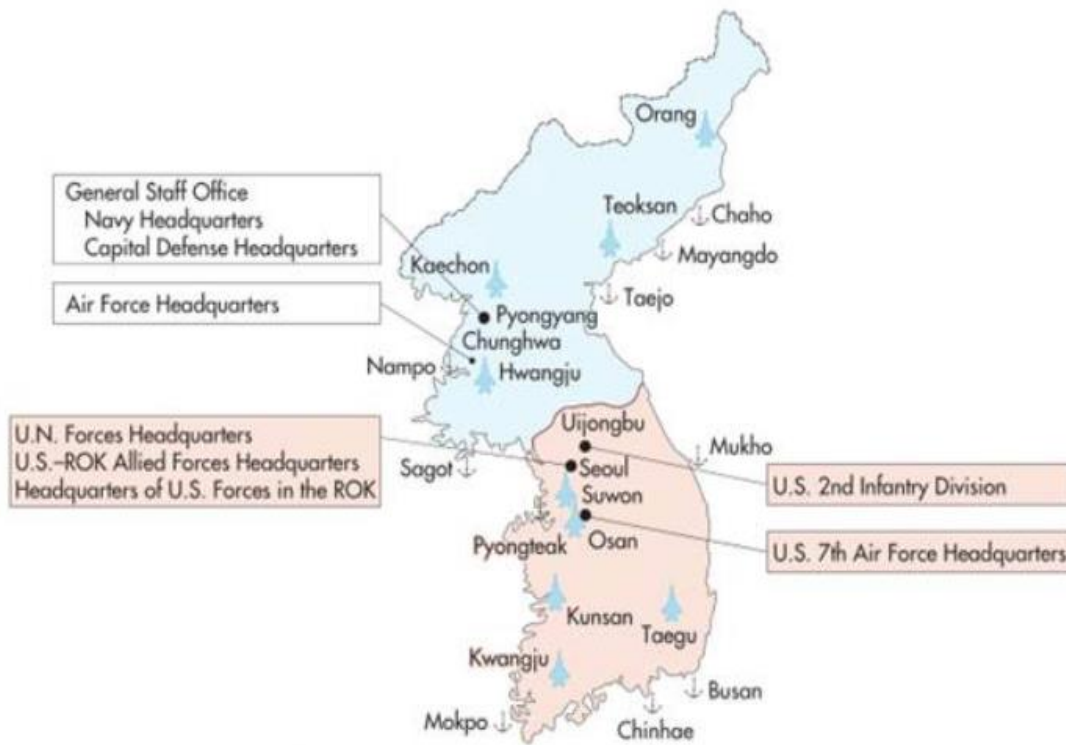 Orang
General Staff Office
Navy Headquarters
Capital Defense Headquarters
Teoksan
Chaho
Mayangdo
Kaechon
Taejo
Air Force Headquarters
Pyongyang
Chunghwa
Nampo
Hwangju
U.N. Forces Headquarters
U.S.–ROK Allied Forces Headquarters
Headquarters of U.S. Forces in the ROK
Uijongbu
Mukho
Sagot
Seoul
U.S. 2nd Infantry Division
Suwon
Pyongteak
Osan
U.S. 7th Air Force Headquarters
Kunsan
Taegu
Kwangju
Busan
Mokpo
Chinhae